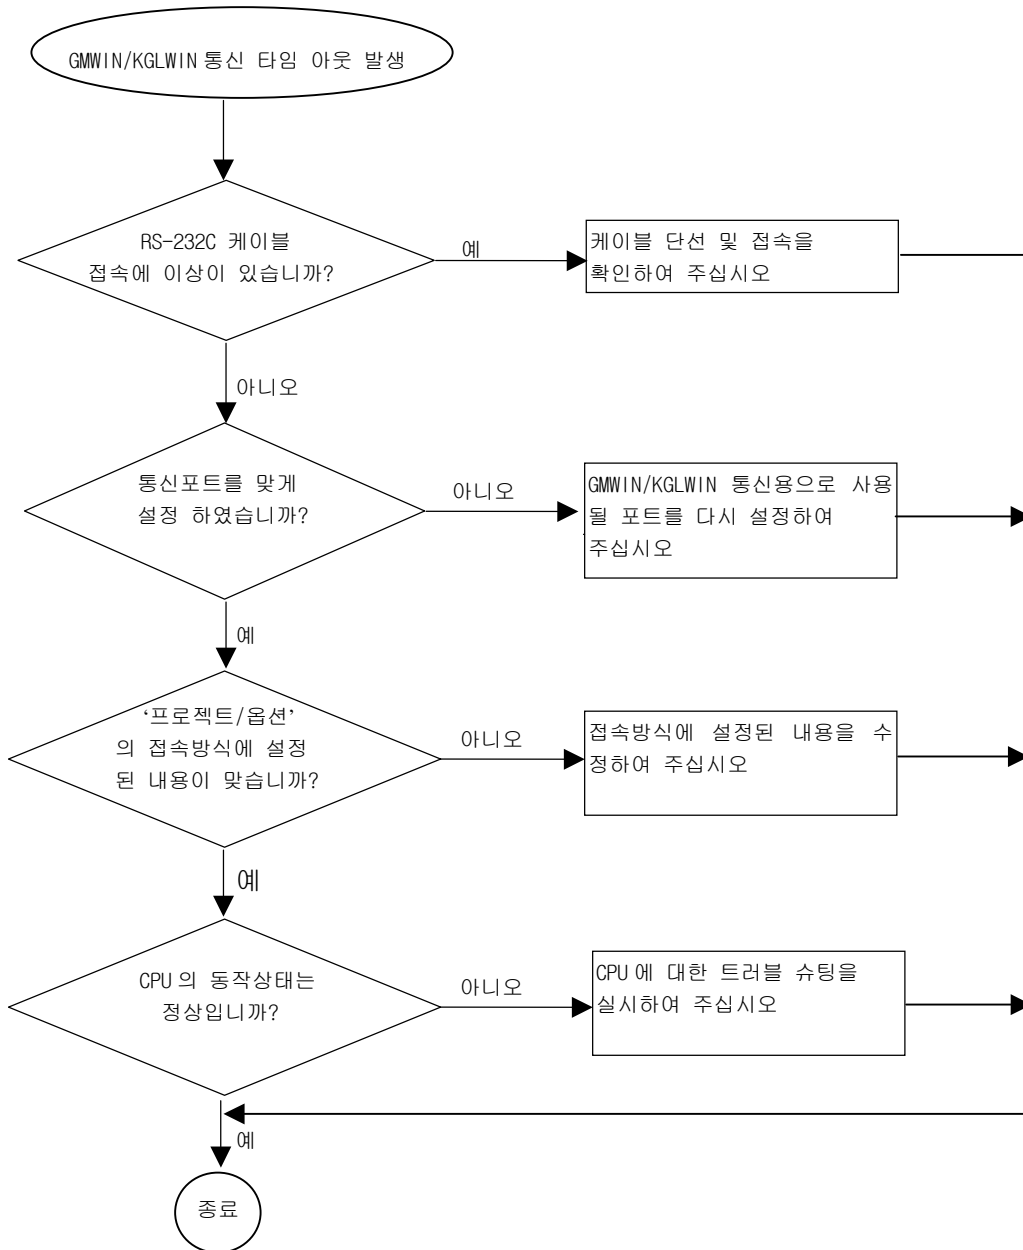 GMWIN/KGLWIN 통신 타임 아웃 발생
RS-232C 케이블
접속에 이상이 있습니까?
예
케이블 단선 및 접속을
확인하여 주십시오
아니오
통신포트를 맞게
설정 하였습니까?
아니오
GMWIN/KGLWIN 통신용으로 사용
될 포트를 다시 설정하여
주십시오
예
‘프로젝트/옵션’
의 접속방식에 설정
된 내용이 맞습니까?
아니오
접속방식에 설정된 내용을 수
정하여 주십시오
예
CPU 의 동작상태는
정상입니까?
아니오
CPU 에 대한 트러블 슈팅을
실시하여 주십시오
예
종료